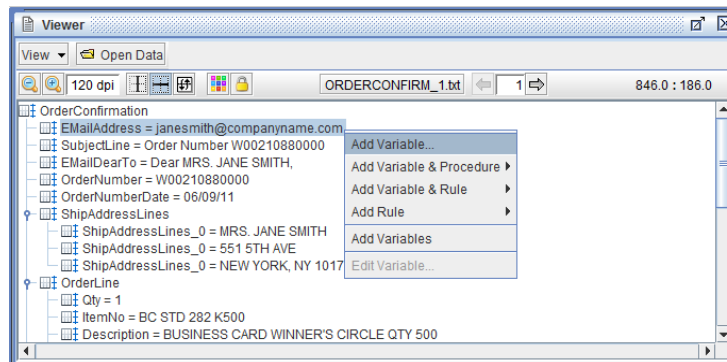 Viewer
View Open Data
120 dpi ORDERCONFIRM_1.txt 1 846.0 : 186.0
OrderConfirmation
EMailAddress = janesmith@companyname.com
SubjectLine = Order Number W00210880000
EMailDearTo = Dear MRS. JANE SMITH,
OrderNumber = W00210880000
OrderNumberDate = 06/09/11
ShipAddressLines
ShipAddressLines_0 = MRS. JANE SMITH
ShipAddressLines_0 = 551 5TH AVE
ShipAddressLines_0 = NEW YORK, NY 1017
OrderLine
Qty = 1
ItemNo = BC STD 282 K500
Description = BUSINESS CARD WINNER'S CIRCLE QTY 500
Add Variable...
Add Variable & Procedure
Add Variable & Rule
Add Rule
Add Variables
Edit Variable...